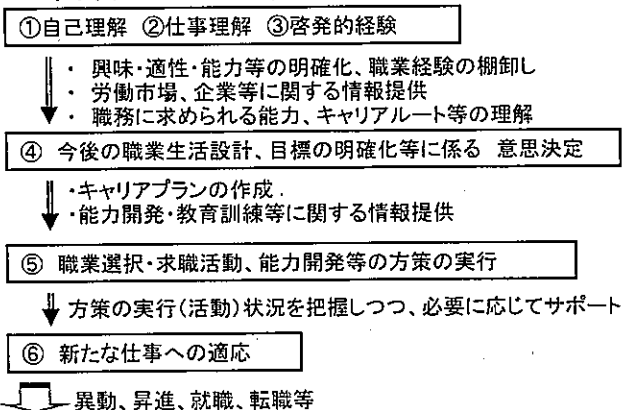 ①自己理解 ②仕事理解 ③啓発的経験
・ 興味・適性・能力等の明確化、職業経験の棚卸し
・ 労働市場、企業等に関する情報提供
・ 職務に求められる能力、キャリアルート等の理解
④ 今後の職業生活設計、目標の明確化等に係る 意思決定
・キャリアプランの作成.
・能力開発・教育訓練等に関する情報提供
⑤ 職業選択・求職活動、能力開発等の方策の実行
方策の実行(活動)状況を把握しつつ、必要に応じてサポート
⑥ 新たな仕事への適応
異動、昇進、就職、転職等